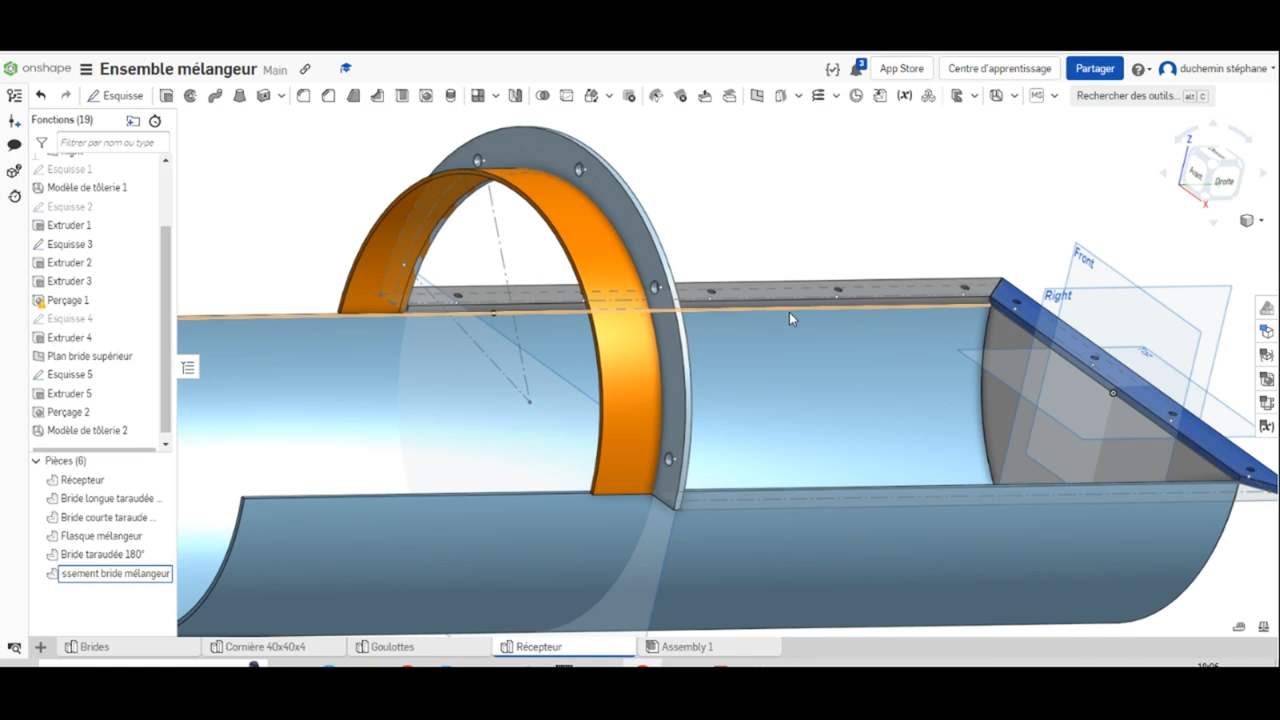 onshape Ensemble mélangeur Main 3 App Store Centre d'apprentissage Partager duchemin stéphane
Esquisse Rechercher des outils... alt C
Fonctions (19)
Filtrer par nom ou type
Right
Esquisse 1
Modèle de tôlerie 1
Esquisse 2
Extruder 1
Esquisse 3
Extruder 2
Extruder 3
Perçage 1
Esquisse 4
Extruder 4
Plan bride supérieur
Esquisse 5
Extruder 5
Perçage 2
Modèle de tôlerie 2
Pièces (6)
Récepteur
Bride longue taraudée ...
Bride courte taraude ...
Flasque mélangeur
Bride taraudée 180°
ssement bride mélangeur
Z
Avant
Droite
X
Front
Right
Brides Cornière 40x40x4 Goulottes Récepteur Assembly 1